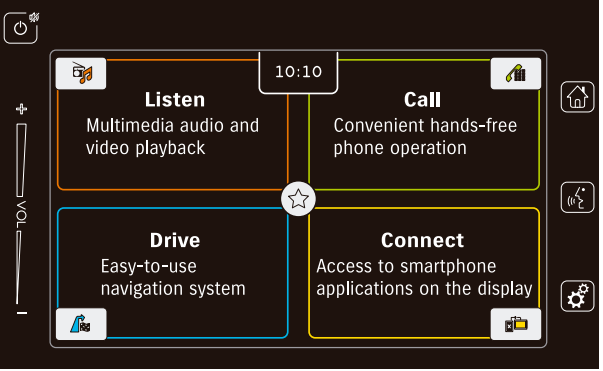 10:10
Listen
Multimedia audio and
video playback
Call
Convenient hands-free
phone operation
+
VOL
-
Drive
Easy-to-use
navigation system
Connect
Access to smartphone
applications on the display